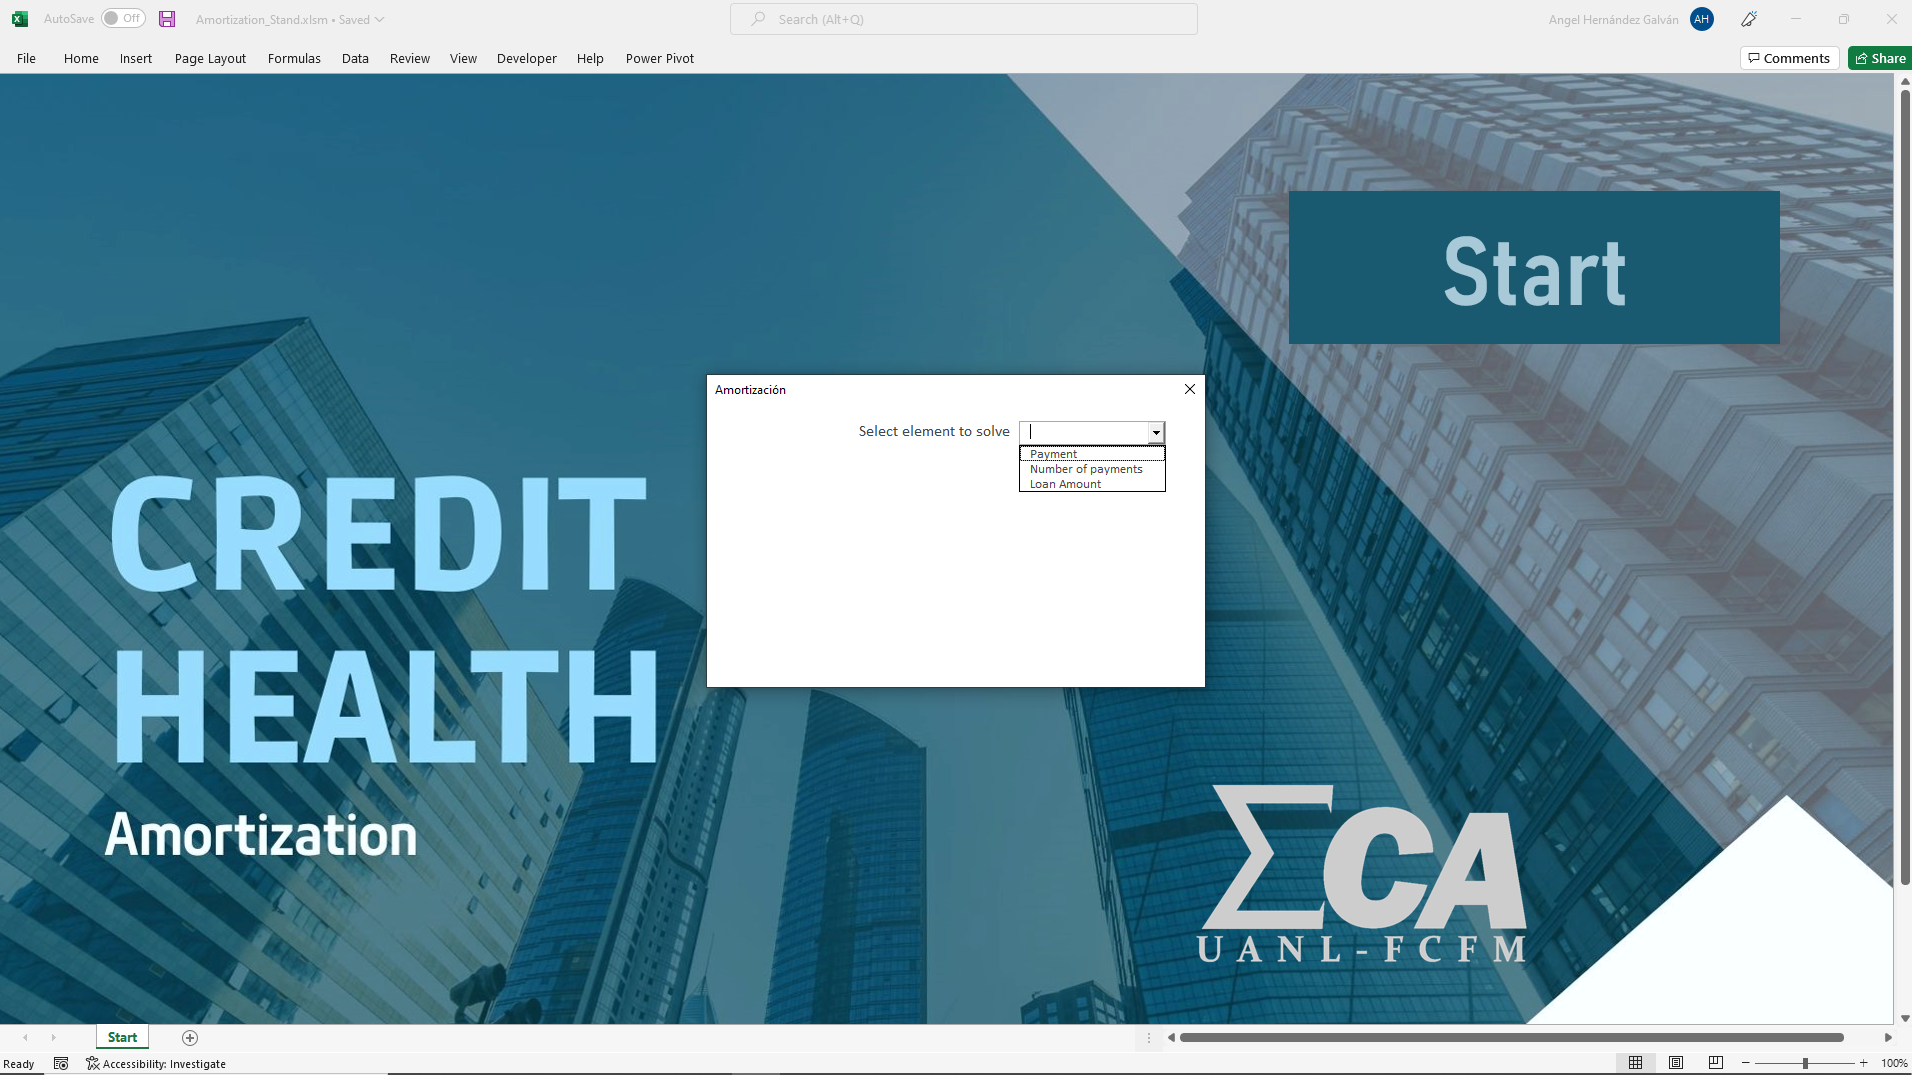 AutoSave Off Amortization_Stand.xlsm • Saved Search (Alt+Q) Angel Hernández Galván AH
File Home Insert Page Layout Formulas Data Review View Developer Help Power Pivot Comments Share
Start
Amortización
Select element to solve
Payment
Number of payments
Loan Amount
CREDIT
HEALTH
Amortization
ΣCA
UANL-FCFM
Start
Ready Accessibility: Investigate 100%